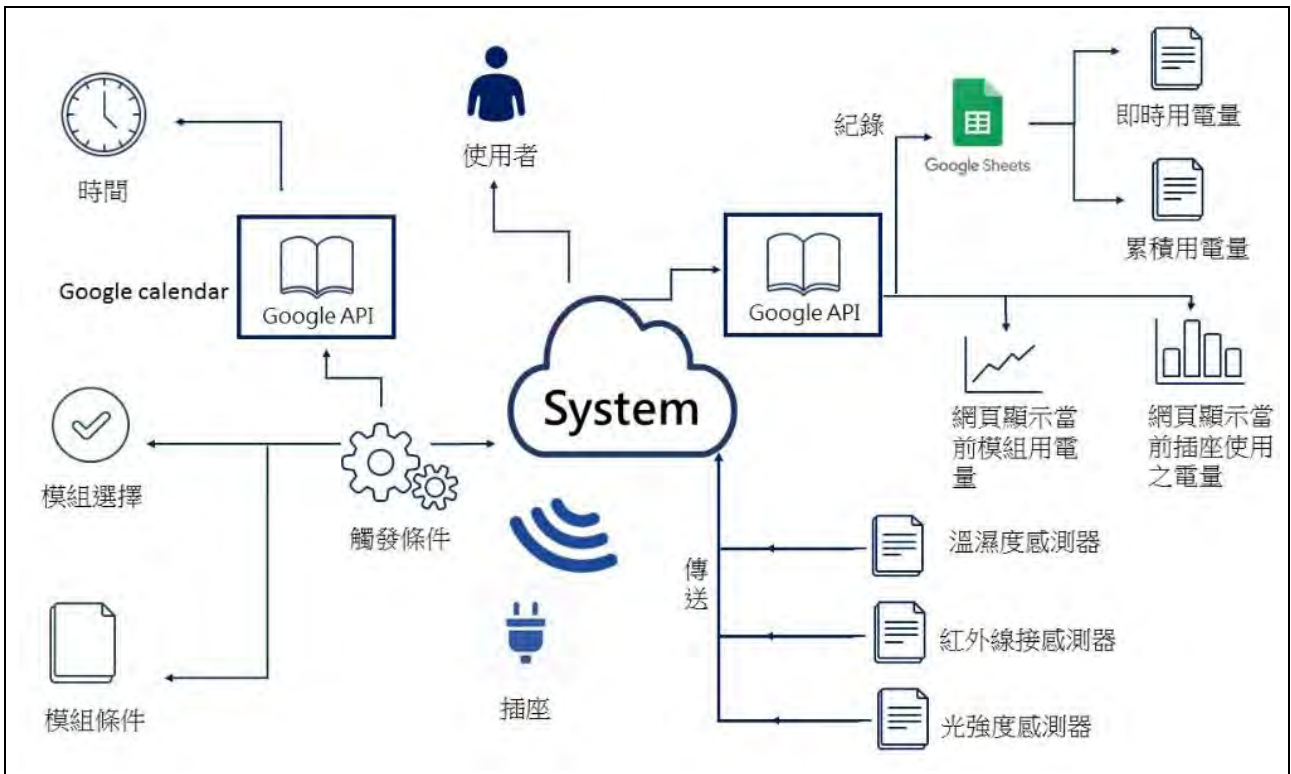 時間
使用者
紀錄
Google Sheets
即時用電量
累積用電量
Google calendar
Google API
Google API
System
模組選擇
觸發條件
模組條件
插座
傳送
網頁顯示當
前模組用電
量
網頁顯示當
前插座使用
之電量
溫濕度感測器
紅外線接感測器
光強度感測器